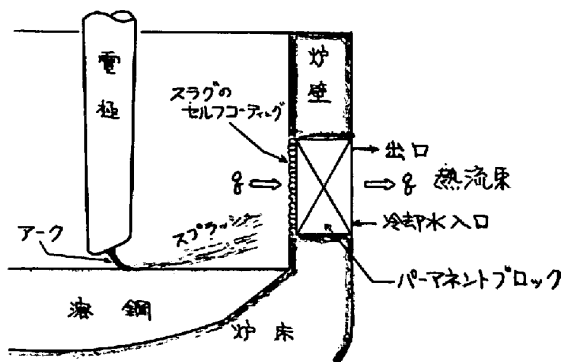 電極
炉壁
スラグの
セルフコーティング
出口
q
q 熱流束
冷却水入口
スプラッシュ
アーク
パーマネントブロック
溶鋼
炉床